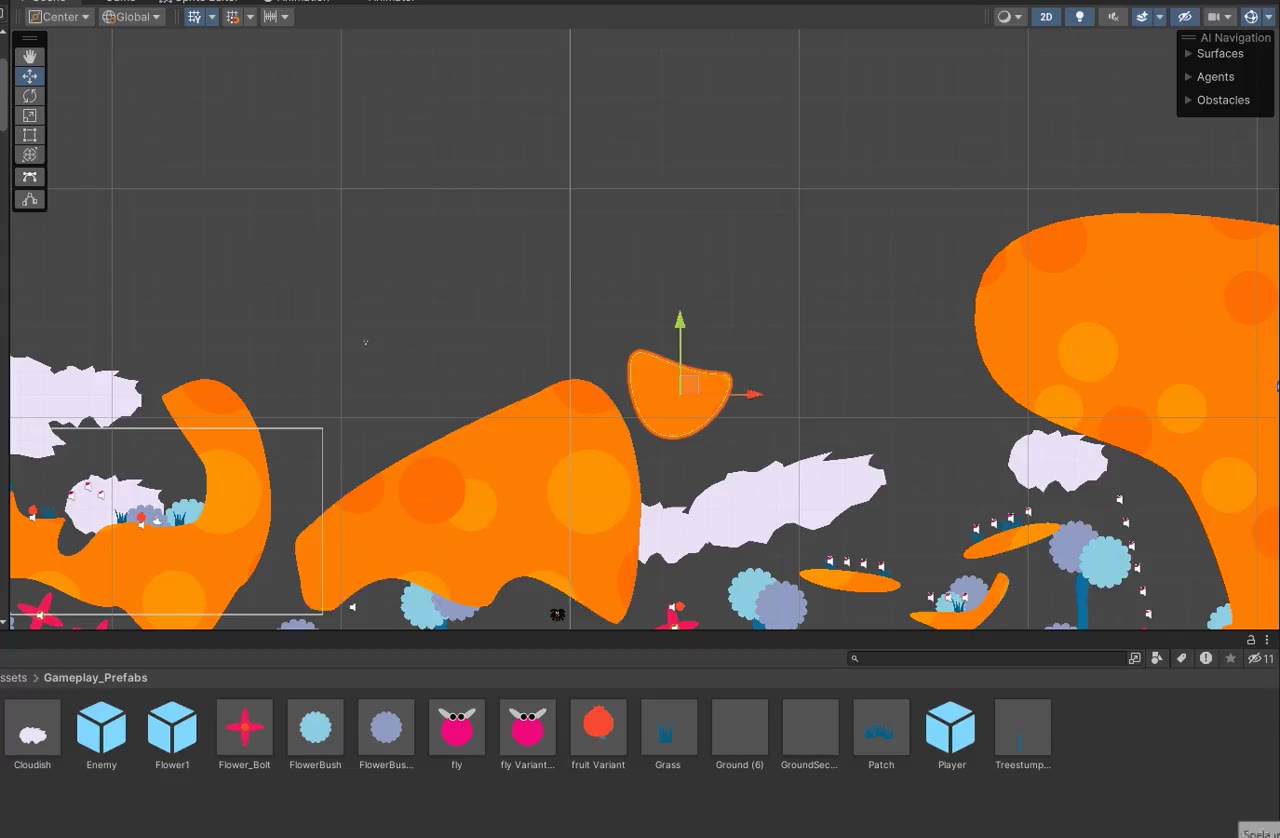 Center Global 2D
AI Navigation
Surfaces
Agents
Obstacles
11
ssets > Gameplay_Prefabs
Cloudish Enemy Flower1 Flower_Bolt FlowerBush FlowerBus... fly fly Variant... fruit Variant Grass Ground (6) GroundSec... Patch Player Treestump...